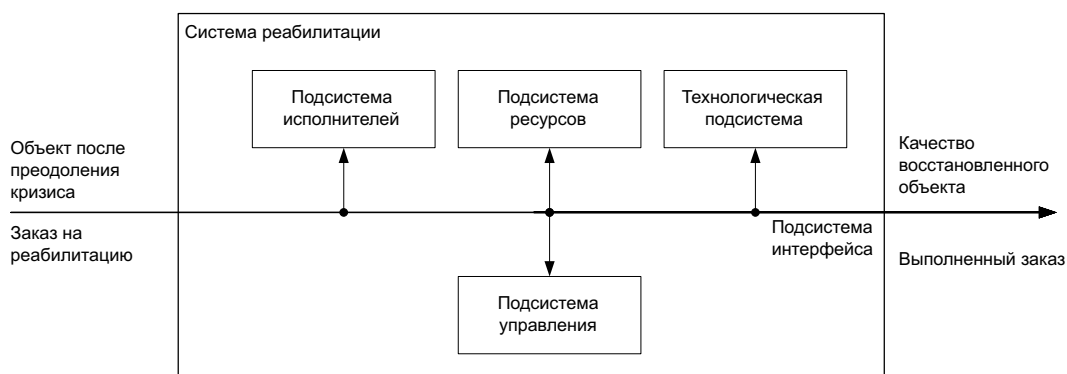 Система реабилитации
Подсистема
исполнителей
Подсистема
ресурсов
Технологическая
подсистема
Объект после
преодоления
кризиса
Качество
восстановленного
объекта
Заказ на
реабилитацию
Подсистема
интерфейса
Выполненный заказ
Подсистема
управления